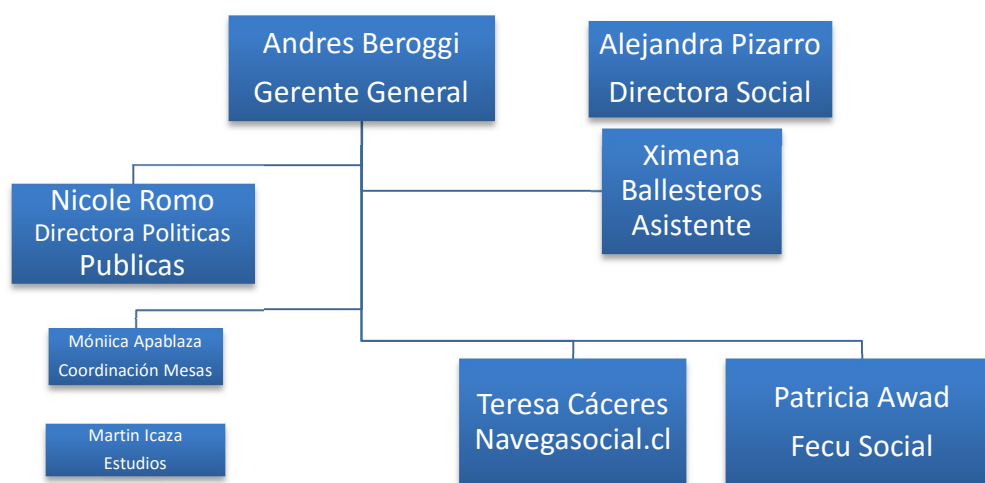 Andres Beroggi
Gerente General
Alejandra Pizarro
Directora Social
Ximena
Ballesteros
Asistente
Nicole Romo
Directora Politicas
Publicas
Móniica Apablaza
Coordinación Mesas
Martin Icaza
Estudios
Teresa Cáceres
Navegasocial.cl
Patricia Awad
Fecu Social